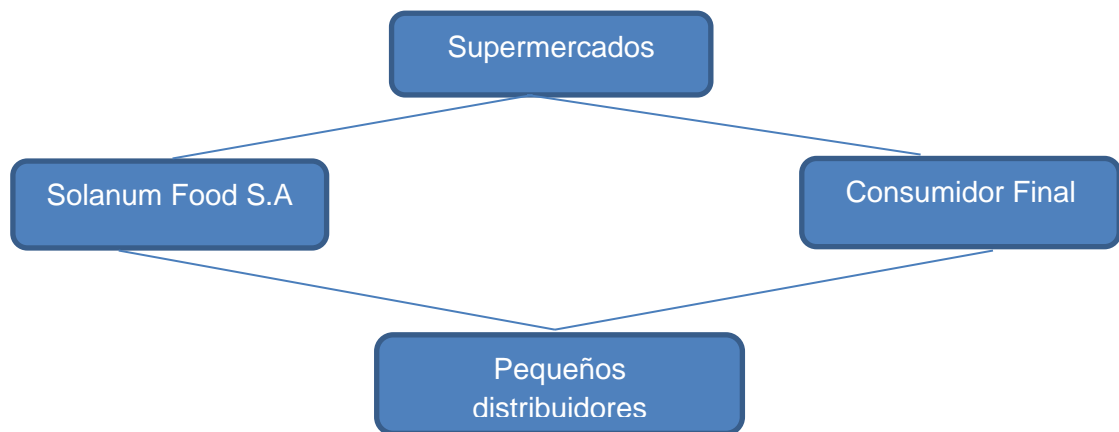 Supermercados
Solanum Food S.A
Consumidor Final
Pequeños
distribuidores